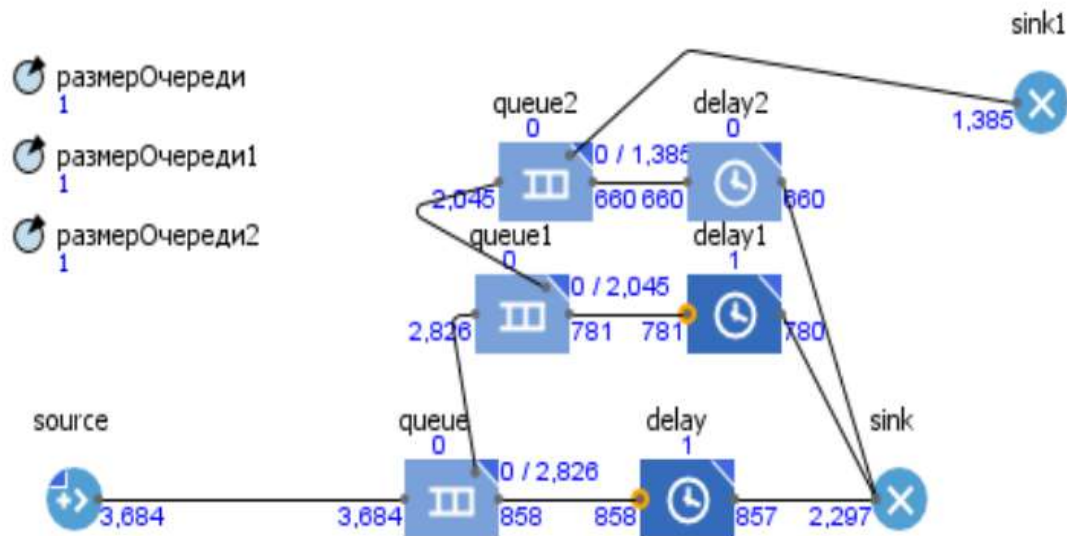 sink1
размерОчереди
1
queue2
delay2
0
0
1,385
0 / 1,385
размерОчереди1
1
2,045
660
660
660
размерОчереди2
1
queue1
delay1
0
1
0 / 2,045
2,826
781
781
780
source
queue
delay
sink
0
1
0 / 2,826
3,684
3,684
858
858
857
2,297